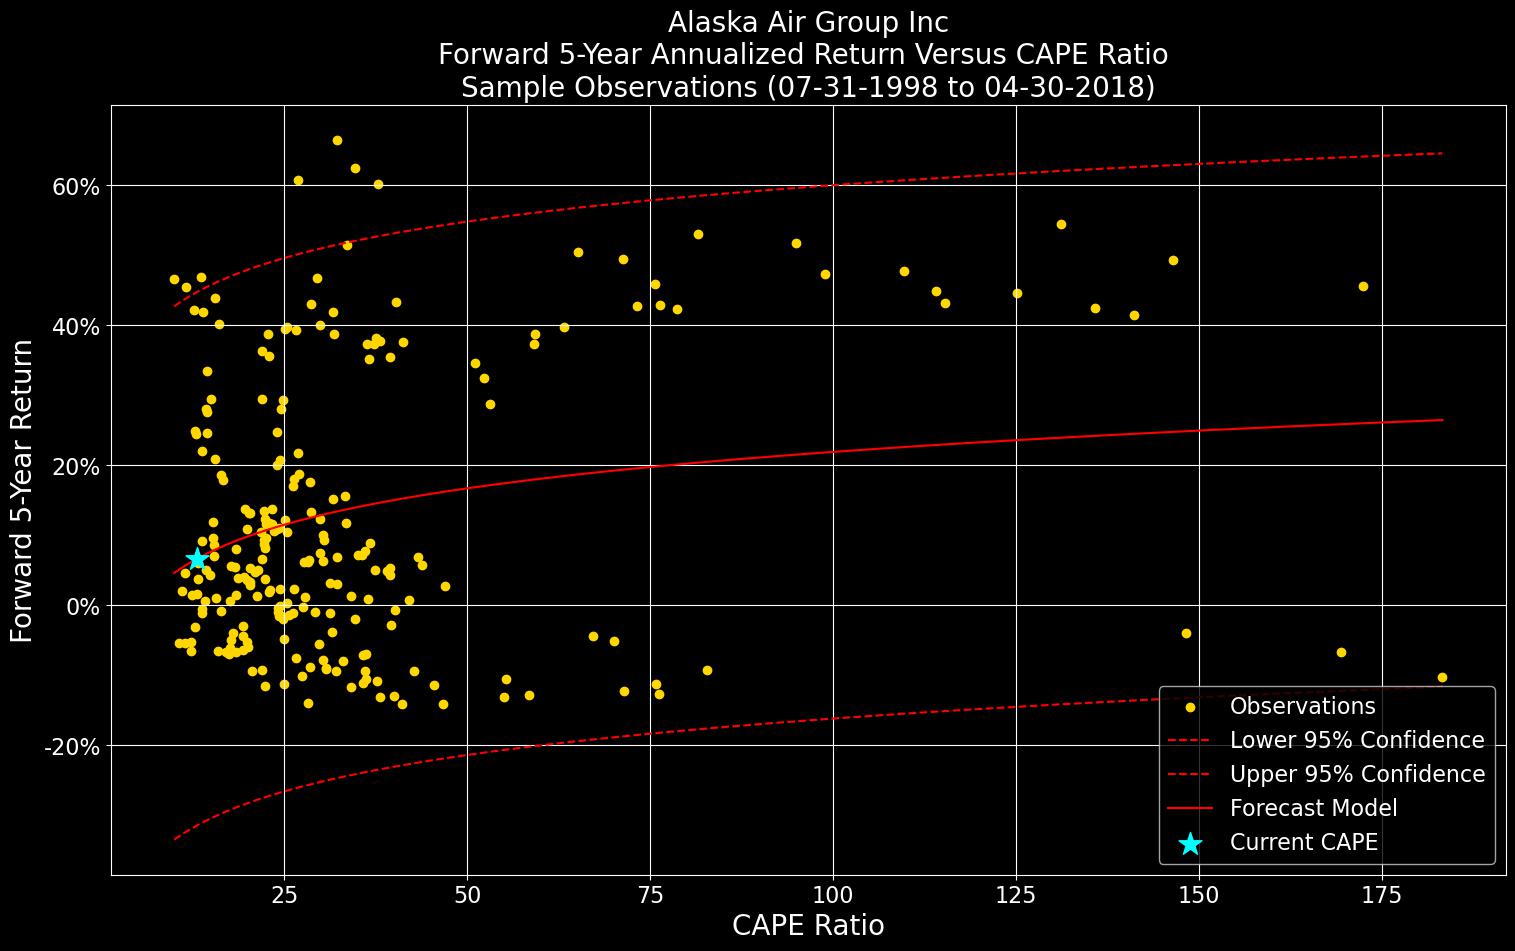 Alaska Air Group Inc
Forward 5-Year Annualized Return Versus CAPE Ratio
Sample Observations (07-31-1998 to 04-30-2018)
Forward 5-Year Return
60%
40%
20%
0%
-20%
25 50 75 100 125 150 175
CAPE Ratio
Observations
Lower 95% Confidence
Upper 95% Confidence
Forecast Model
Current CAPE